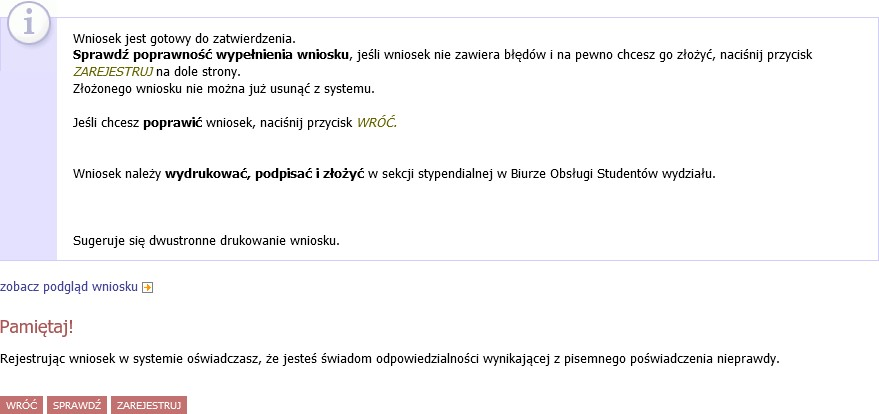 Wniosek jest gotowy do zatwierdzenia.
Sprawdź poprawność wypełnienia wniosku, jeśli wniosek nie zawiera błędów i na pewno chcesz go złożyć, naciśnij przycisk
ZAREJESTRUJ na dole strony.
Złożonego wniosku nie można już usunąć z systemu.
Jeśli chcesz poprawić wniosek, naciśnij przycisk WRÓĆ.
Wniosek należy wydrukować, podpisać i złożyć w sekcji stypendialnej w Biurze Obsługi Studentów wydziału.
Sugeruje się dwustronne drukowanie wniosku.
zobacz podgląd wniosku
Pamiętaj!
Rejestrując wniosek w systemie oświadczasz, że jesteś świadom odpowiedzialności wynikającej z pisemnego poświadczenia nieprawdy.
WRÓĆ SPRAWDŹ ZAREJESTRUJ